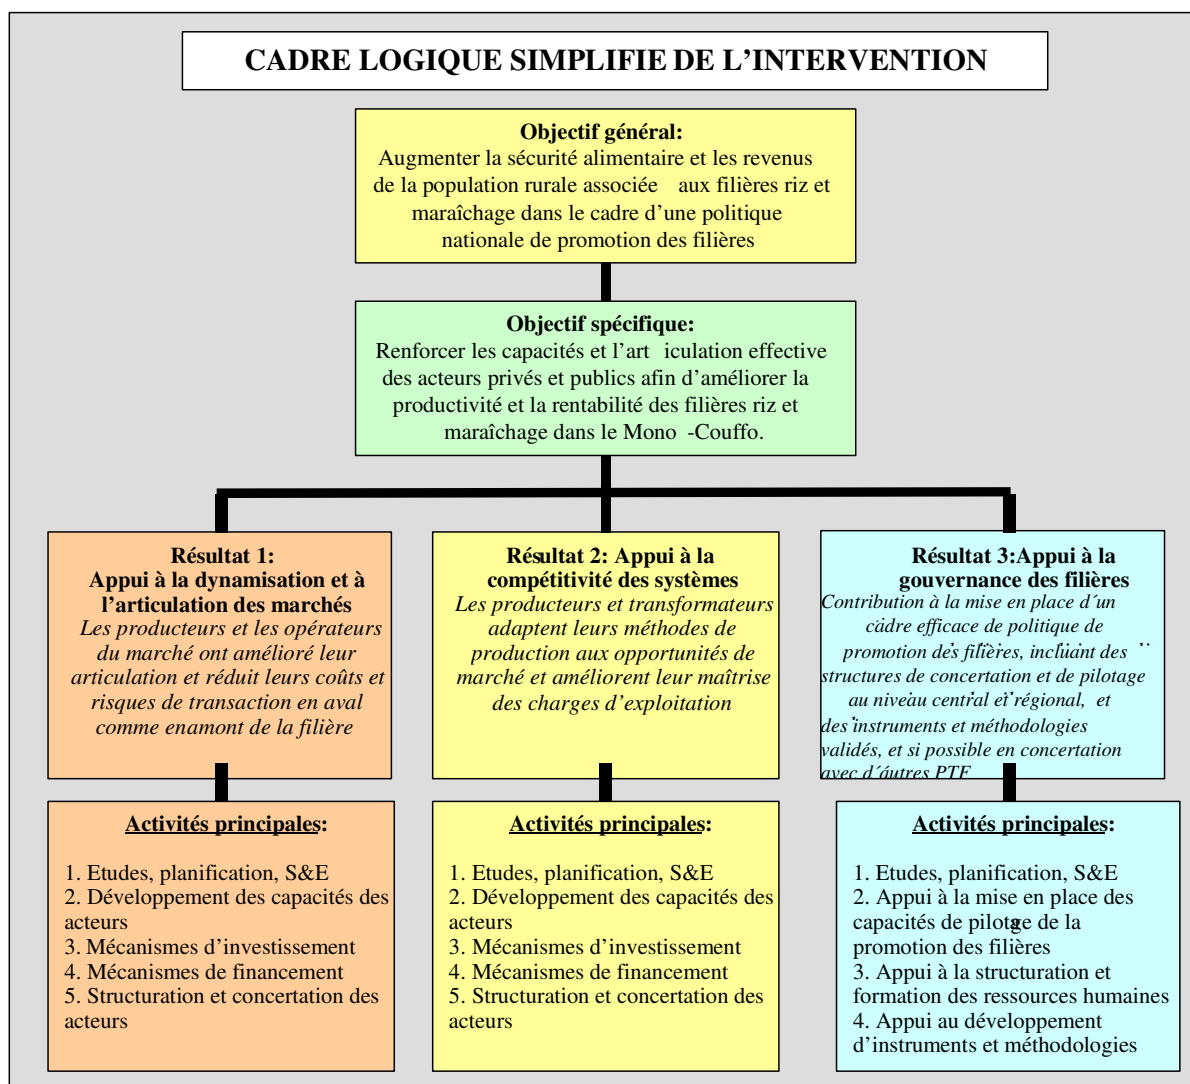 CADRE LOGIQUE SIMPLIFIE DE L’INTERVENTION
Objectif général:
Augmenter la sécurité alimentaire et les revenus
de la population rurale associée aux filières riz et
maraîchage dans le cadre d’une politique
nationale de promotion des filières
Objectif spécifique:
Renforcer les capacités et l’art iculation effective
des acteurs privés et publics afin d’améliorer la
productivité et la rentabilité des filières riz et
maraîchage dans le Mono -Couffo.
Résultat 1:
Appui à la dynamisation et à
l’articulation des marchés
Les producteurs et les opérateurs
du marché ont amélioré leur
articulation et réduit leurs coûts et
risques de transaction en aval
comme enamont de la filière
Résultat 2: Appui à la
compétitivité des systèmes
Les producteurs et transformateurs
adaptent leurs méthodes de
production aux opportunités de
marché et améliorent leur maîtrise
des charges d’exploitation
Résultat 3:Appui à la
gouvernance des filières
Contribution à la mise en place d´un
cadre efficace de politique de
promotion des filières, incluant des
structures de concertation et de pilotage
au niveau central et régional, et
des instruments et méthodologies
validés, et si possible en concertation
avec d´autres PTF
Activités principales:
1. Etudes, planification, S&E
2. Développement des capacités des
acteurs
3. Mécanismes d’investissement
4. Mécanismes de financement
5. Structuration et concertation des
acteurs
Activités principales:
1. Etudes, planification, S&E
2. Développement des capacités des
acteurs
3. Mécanismes d’investissement
4. Mécanismes de financement
5. Structuration et concertation des
acteurs
Activités principales:
1. Etudes, planification, S&E
2. Appui à la mise en place des
capacités de pilotage de la
promotion des filières
3. Appui à la structuration et
formation des ressources humaines
4. Appui au développement
d’instruments et méthodologies